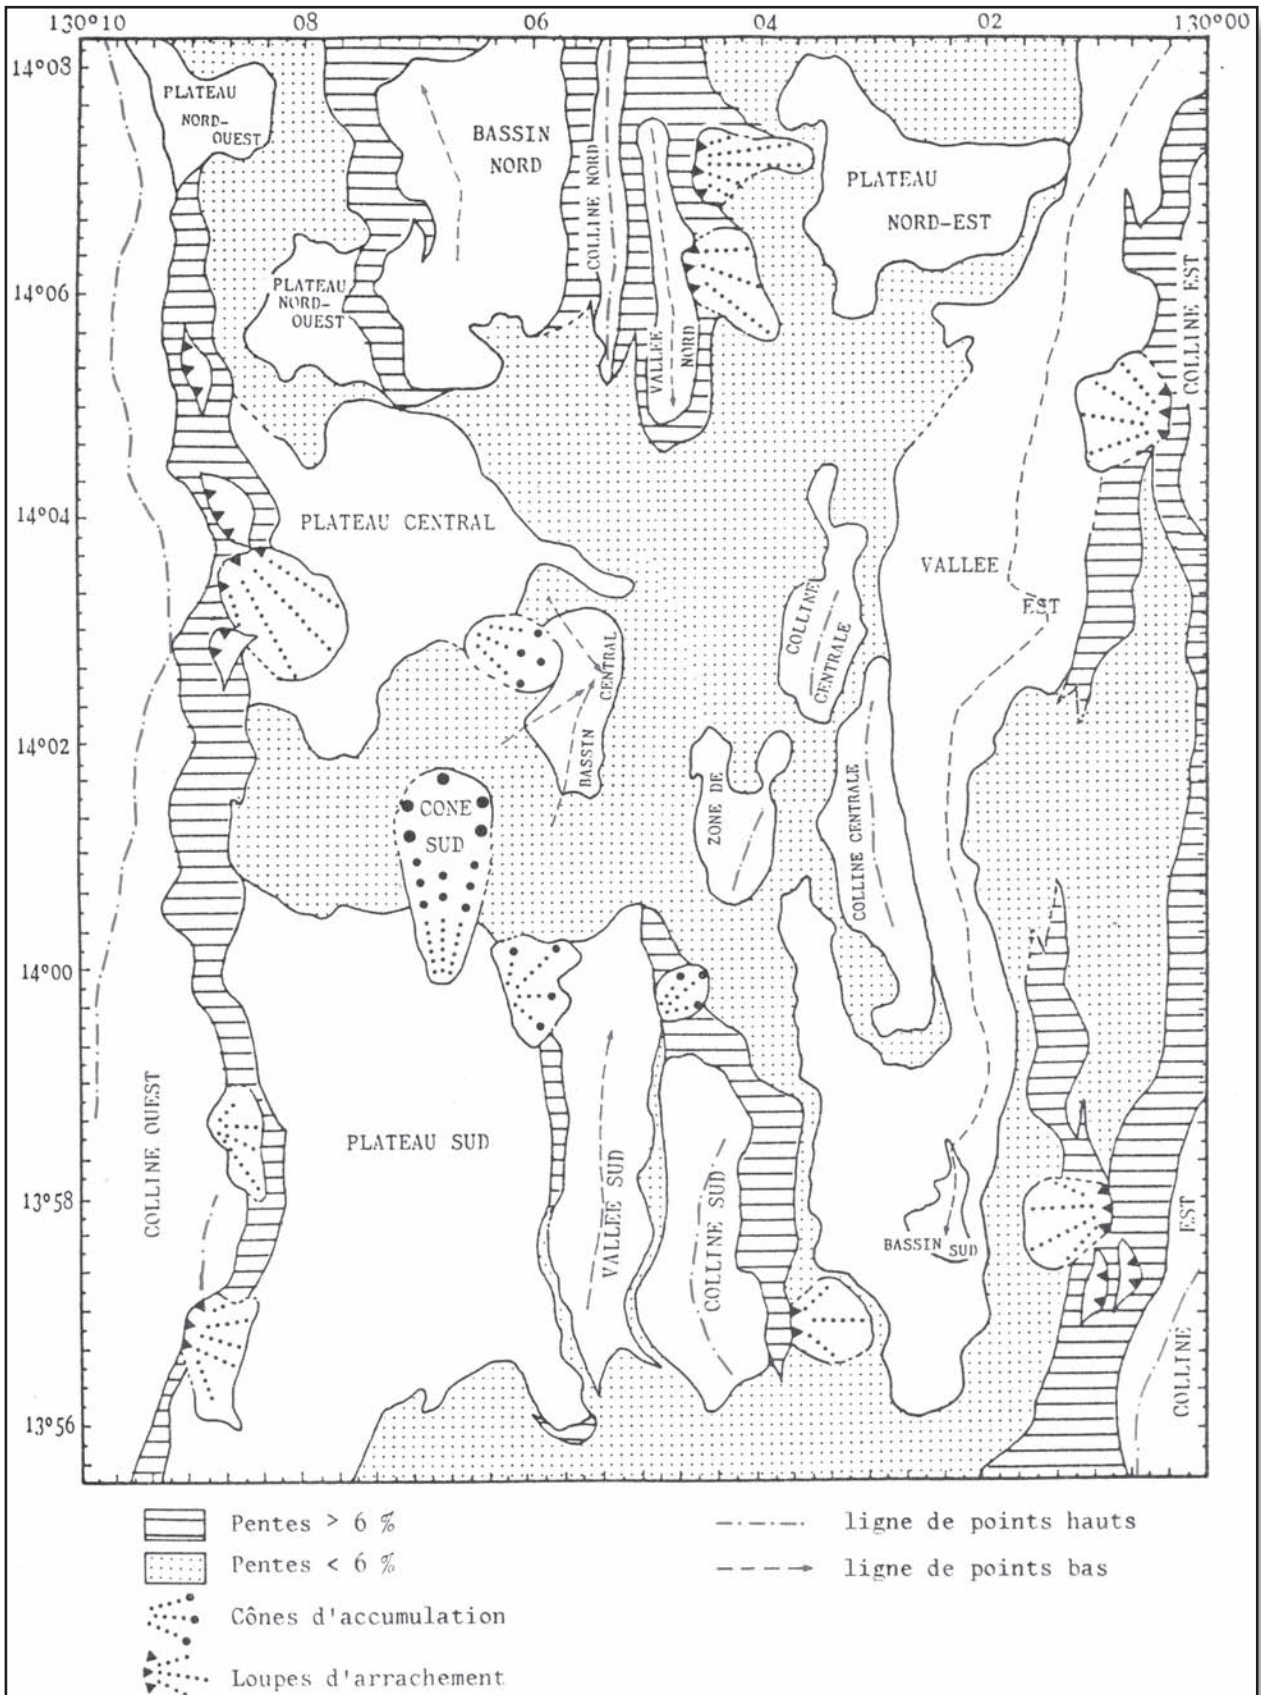 130°10 08 06 04 02 130°00
14°08
14°06
14°04
14°02
14°00
13°58
13°56
PLATEAU
NORD-
OUEST
BASSIN
NORD
COLLINE NORD
VALLEE
NORD
PLATEAU
NORD-EST
COLLINE EST
PLATEAU
NORD-
OUEST
PLATEAU CENTRAL
VALLEE
EST
COLLINE
CENTRALE
BASSIN
CENTRAL
CONE
SUD
ZONE DE
COLLINE CENTRALE
COLLINE OUEST
PLATEAU SUD
VALLEE SUD
COLLINE SUD
BASSIN SUD
COLLINE
EST
Pentes > 6 %
Pentes < 6 %
Cônes d'accumulation
Loupes d'arrachement
ligne de points hauts
ligne de points bas